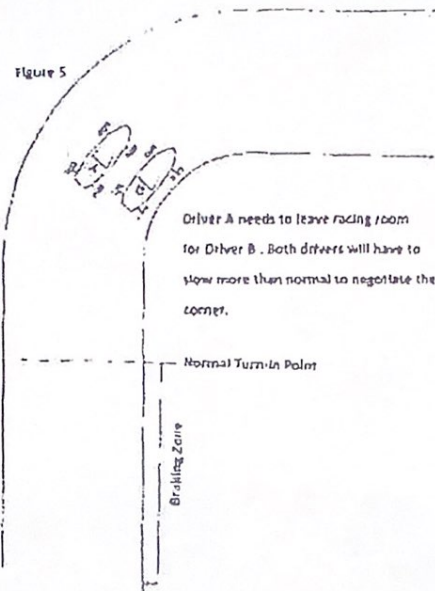 Figure 5
Driver A needs to leave racing room
for Driver B. Both drivers will have to
slow more than normal to negotiate the
corner.
Normal Turn-in Point
Braking Zone